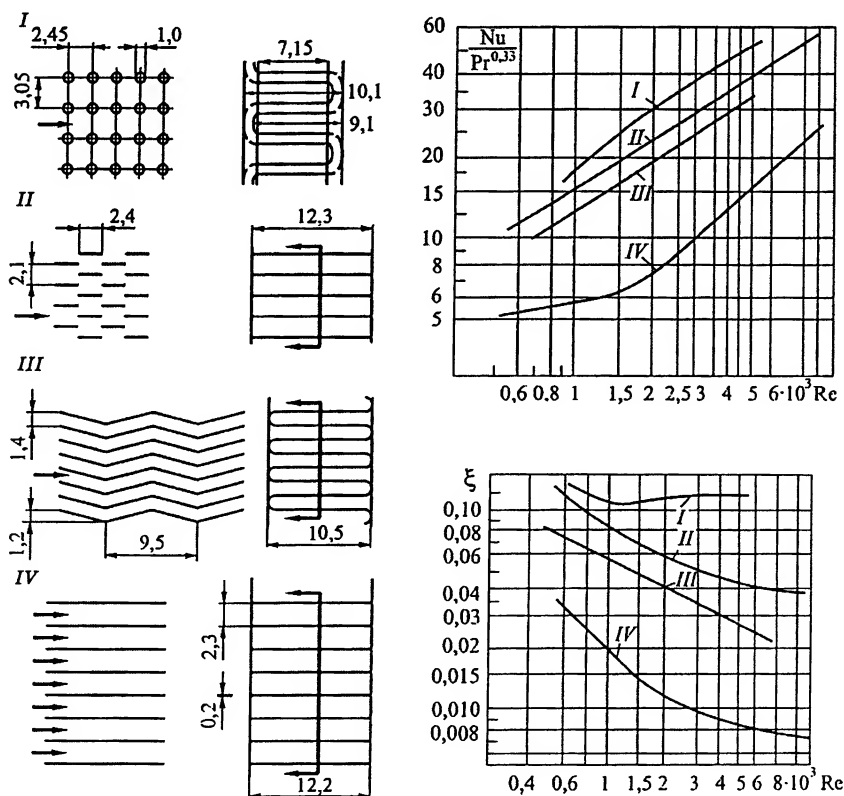 I
2,45
1,0
3,05
7,15
10,1
9,1
II
2,4
2,1
12,3
III
1,4
1,2
9,5
10,5
IV
2,3
0,2
12,2
60
Nu
Pr^0,33
40
30
20
15
10
8
6
5
I
II
III
IV
0,6 0,8 1 1,5 2 2,5 3 4 5 6·10³ Re
ξ
0,10
0,08
0,06
0,04
0,03
0,02
0,015
0,010
0,008
I
II
III
IV
0,4 0,6 1 1,5 2 3 4 5 6 8·10³ Re